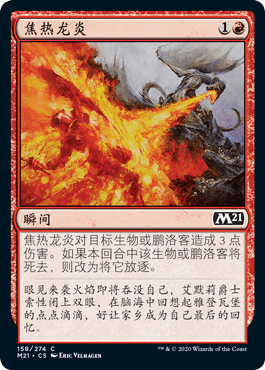 焦热龙炎 1
瞬间 M21
焦热龙炎对目标生物或鹏洛客造成3点
伤害。如果本回合中该生物或鹏洛客将
死去，则改为将它放逐。
眼见来袭火焰即将吞没自己，艾默莉爵士
索性闭上双眼，在脑海中回想起雅登瓦堡
的点点滴滴，好让家乡成为自己最后的回
忆。
158/274 C
M21 • CS ERIC VELHAGEN
™ & © 2020 Wizards of the Coast